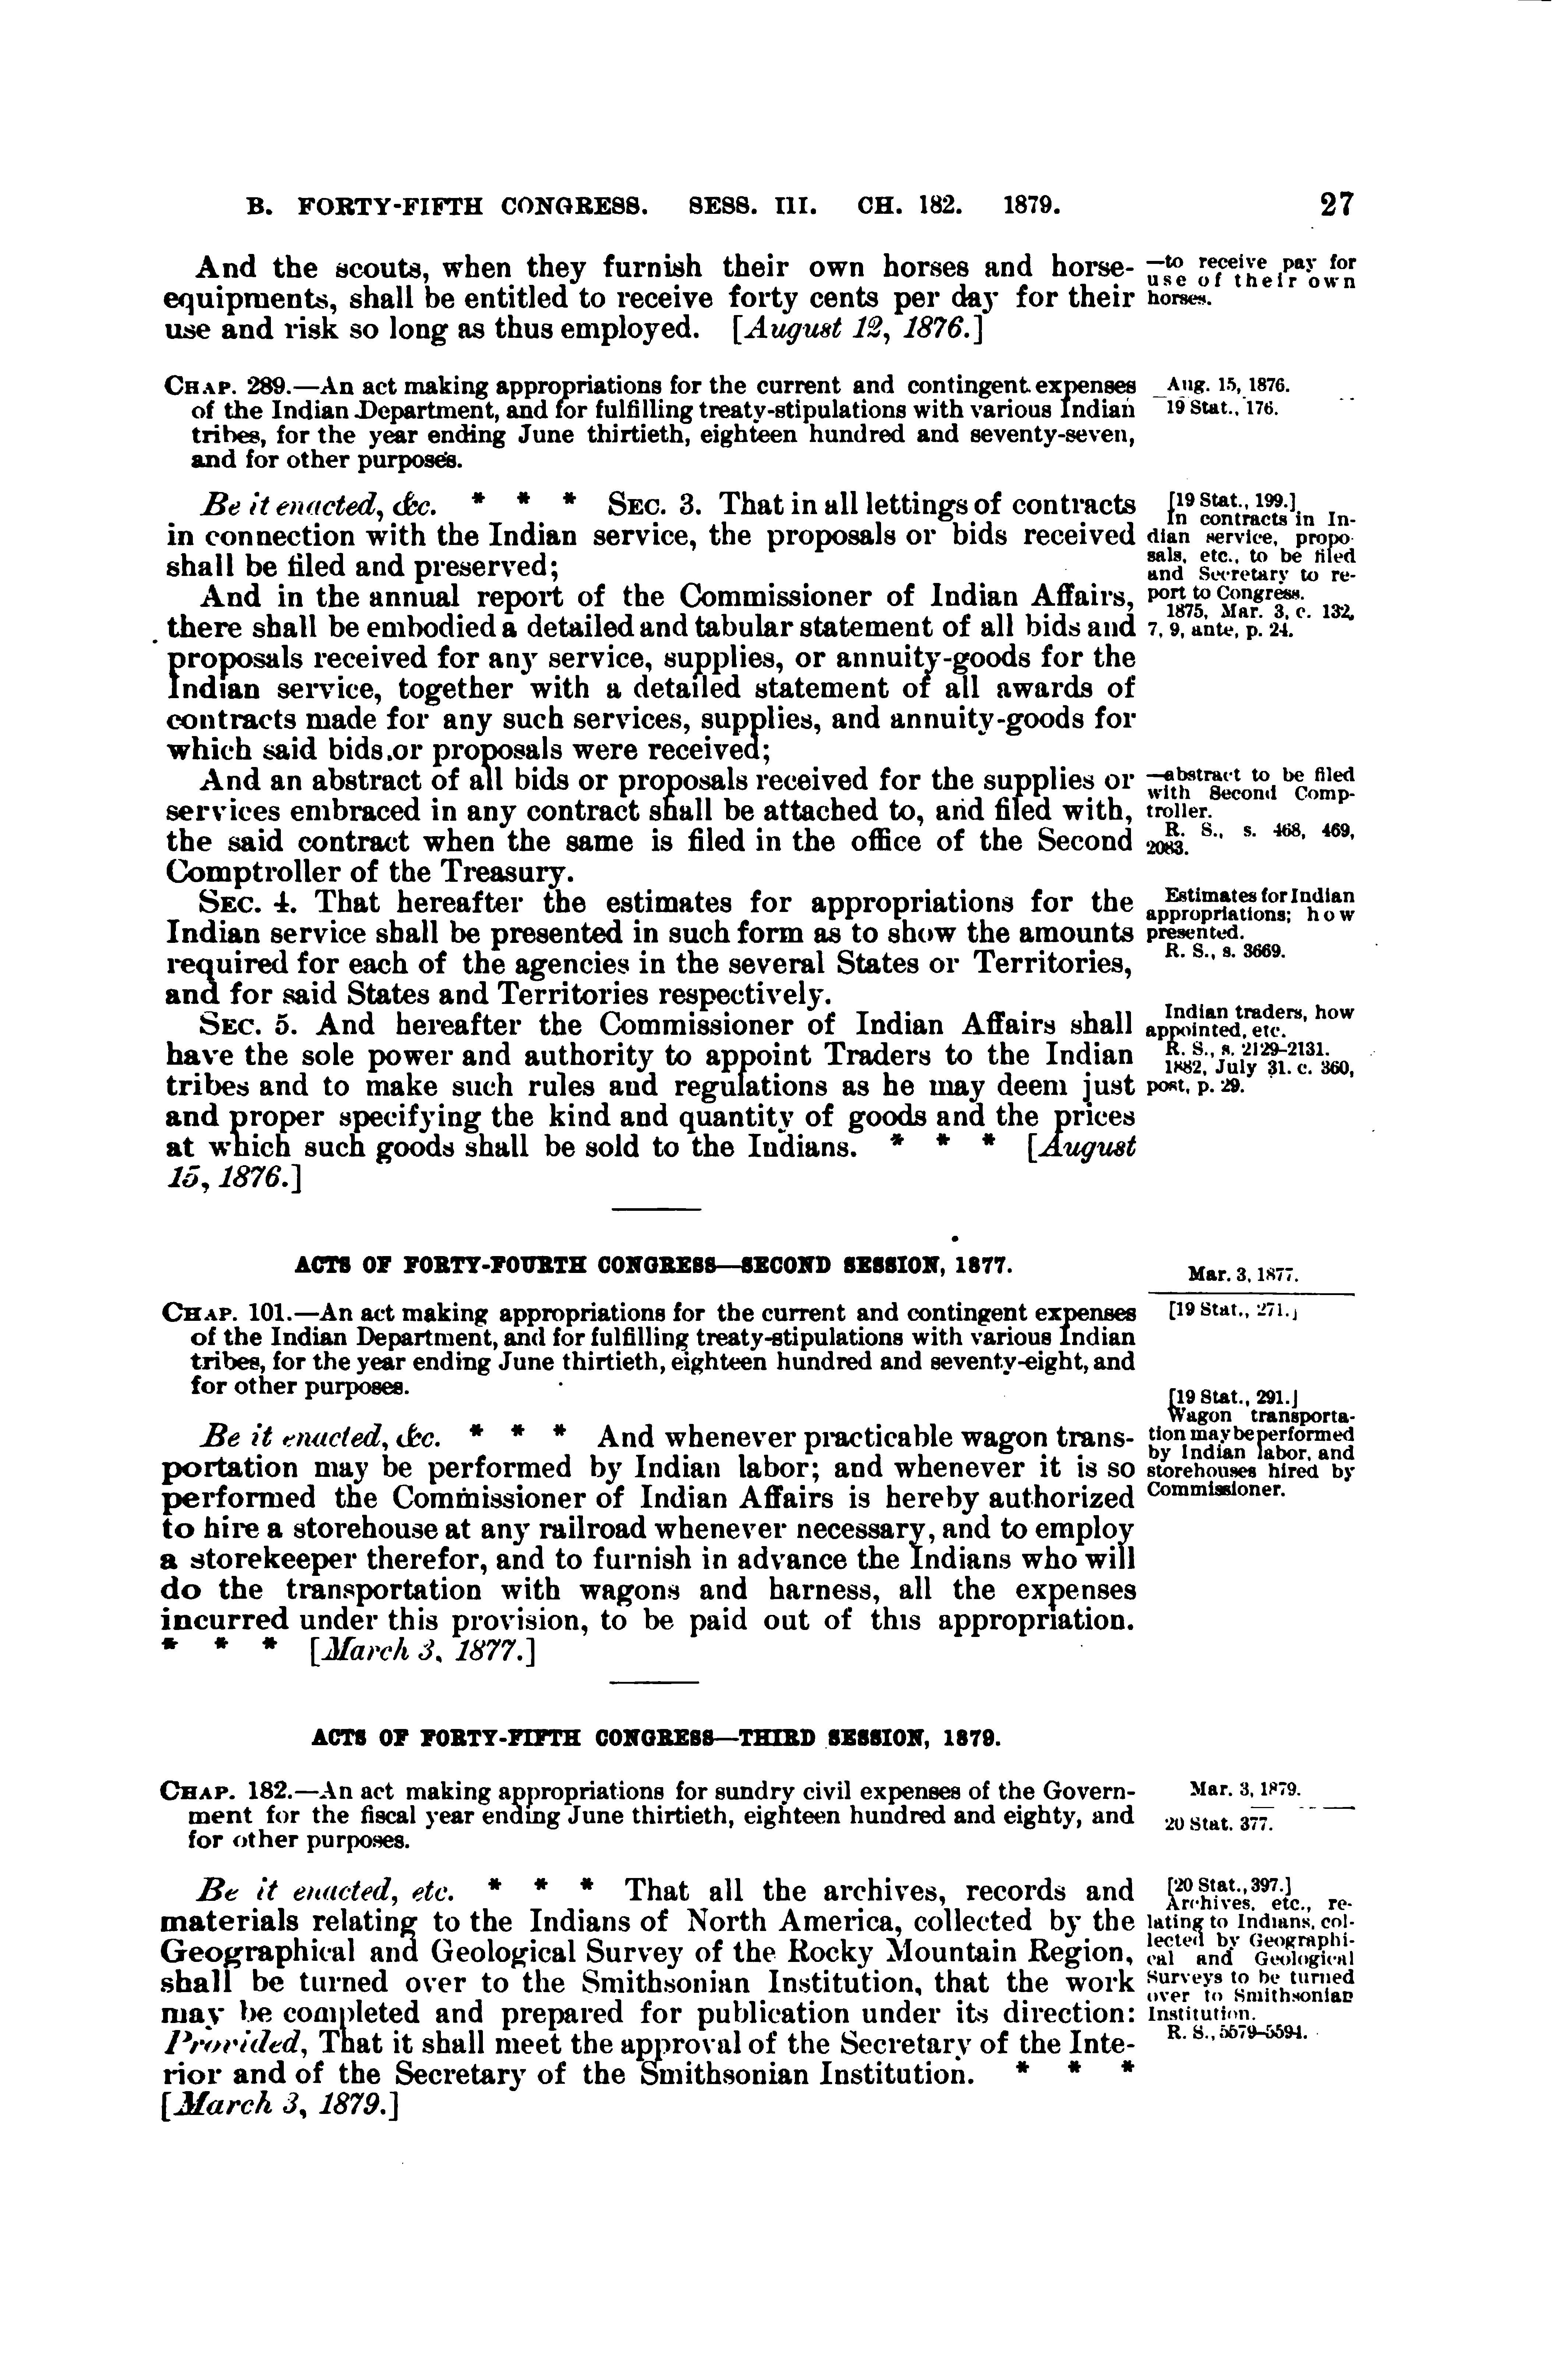 B. FORTY-FIFTH CONGRESS. SESS. III. CH. 182. 1879. 27
And the scouts, when they furnish their own horses and horse-
equipments, shall be entitled to receive forty cents per day for their
use and risk so long as thus employed. [August 12, 1876.]
—to receive pay for
use of their own
horses.
CHAP. 289.—An act making appropriations for the current and contingent expenses
of the Indian Department, and for fulfilling treaty-stipulations with various Indian
tribes, for the year ending June thirtieth, eighteen hundred and seventy-seven,
and for other purposes.
Aug. 15, 1876.
19 Stat., 176.
Be it enacted, &c. * * * SEC. 3. That in all lettings of contracts
in connection with the Indian service, the proposals or bids received
shall be filed and preserved;
And in the annual report of the Commissioner of Indian Affairs,
there shall be embodied a detailed and tabular statement of all bids and
proposals received for any service, supplies, or annuity-goods for the
Indian service, together with a detailed statement of all awards of
contracts made for any such services, supplies, and annuity-goods for
which said bids or proposals were received;
[19 Stat., 199.]
In contracts in In-
dian service, propo-
sals, etc., to be filed
and Secretary to re-
port to Congress.
1875, Mar. 3, c. 132,
7, 9, ante, p. 24.
And an abstract of all bids or proposals received for the supplies or
services embraced in any contract shall be attached to, and filed with,
the said contract when the same is filed in the office of the Second
Comptroller of the Treasury.
—abstract to be filed
with Second Comp-
troller.
R. S., s. 468, 469,
2083.
SEC. 4. That hereafter the estimates for appropriations for the
Indian service shall be presented in such form as to show the amounts
required for each of the agencies in the several States or Territories,
and for said States and Territories respectively.
Estimates for Indian
appropriations; how
presented.
R. S., s. 3669.
SEC. 5. And hereafter the Commissioner of Indian Affairs shall
have the sole power and authority to appoint Traders to the Indian
tribes and to make such rules and regulations as he may deem just
and proper specifying the kind and quantity of goods and the prices
at which such goods shall be sold to the Indians. * * * [August
15, 1876.]
Indian traders, how
appointed, etc.
R. S., s. 2129-2131.
1882, July 31. c. 360,
post, p. 29.
ACTS OF FORTY-FOURTH CONGRESS—SECOND SESSION, 1877.
Mar. 3, 1877.
CHAP. 101.—An act making appropriations for the current and contingent expenses
of the Indian Department, and for fulfilling treaty-stipulations with various Indian
tribes, for the year ending June thirtieth, eighteen hundred and seventy-eight, and
for other purposes.
[19 Stat., 271.]
Be it enacted, &c. * * * And whenever practicable wagon trans-
portation may be performed by Indian labor; and whenever it is so
performed the Commissioner of Indian Affairs is hereby authorized
to hire a storehouse at any railroad whenever necessary, and to employ
a storekeeper therefor, and to furnish in advance the Indians who will
do the transportation with wagons and harness, all the expenses
incurred under this provision, to be paid out of this appropriation.
* * * [March 3, 1877.]
[19 Stat., 291.]
Wagon transporta-
tion may be performed
by Indian labor, and
storehouses hired by
Commissioner.
ACTS OF FORTY-FIFTH CONGRESS—THIRD SESSION, 1879.
CHAP. 182.—An act making appropriations for sundry civil expenses of the Govern-
ment for the fiscal year ending June thirtieth, eighteen hundred and eighty, and
for other purposes.
Mar. 3, 1879.
20 Stat. 377.
Be it enacted, etc. * * * That all the archives, records and
materials relating to the Indians of North America, collected by the
Geographical and Geological Survey of the Rocky Mountain Region,
shall be turned over to the Smithsonian Institution, that the work
may be completed and prepared for publication under its direction:
Provided, That it shall meet the approval of the Secretary of the Inte-
rior and of the Secretary of the Smithsonian Institution. * * *
[March 3, 1879.]
[20 Stat., 397.]
Archives, etc., re-
lating to Indians, col-
lected by Geographi-
cal and Geological
Surveys to be turned
over to Smithsonian
Institution.
R. S., 5579-5594.